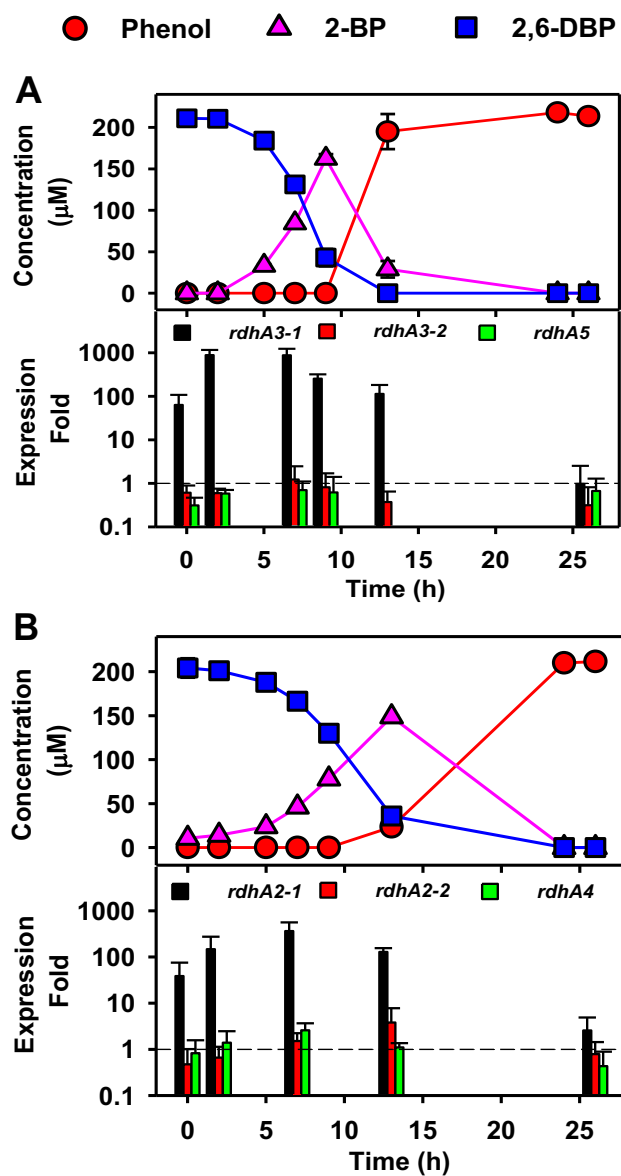 Phenol 2-BP 2,6-DBP
A
Concentration
(µM)
200
150
100
50
0
rdhA3-1 rdhA3-2 rdhA5
Expression
Fold
1000
100
10
1
0.1
0 5 10 15 20 25
Time (h)
B
Concentration
(µM)
200
150
100
50
0
rdhA2-1 rdhA2-2 rdhA4
Expression
Fold
1000
100
10
1
0.1
0 5 10 15 20 25
Time (h)